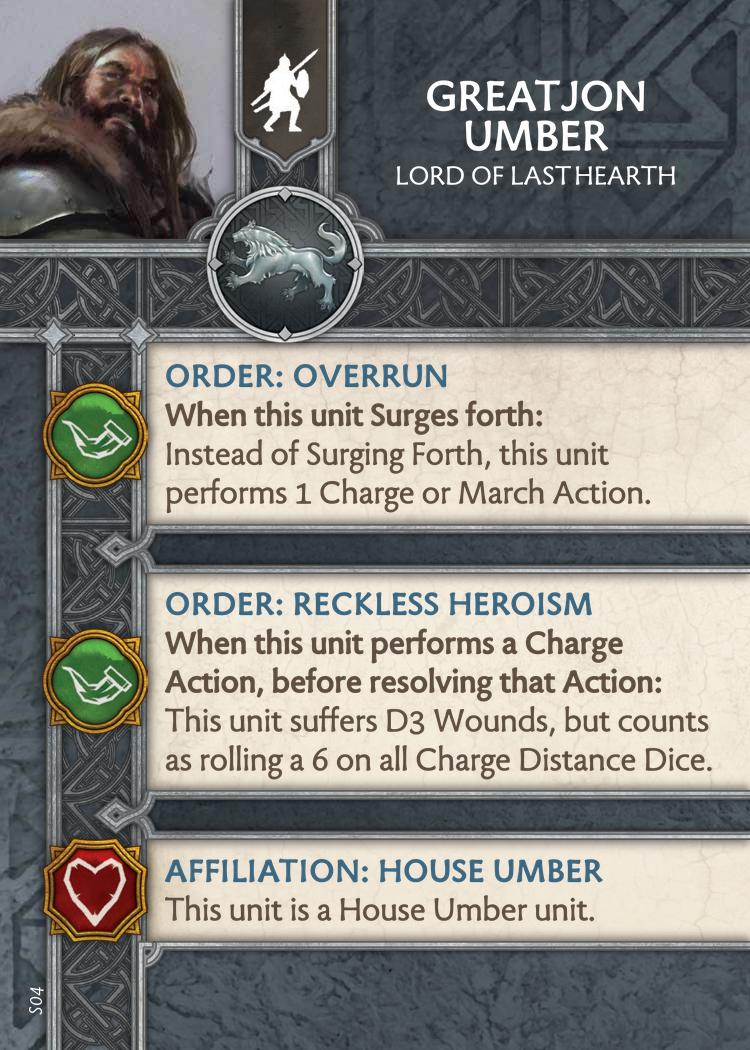 GREATJON
UMBER
LORD OF LAST HEARTH
ORDER: OVERRUN
When this unit Surges forth:
Instead of Surging Forth, this unit
performs 1 Charge or March Action.
ORDER: RECKLESS HEROISM
When this unit performs a Charge
Action, before resolving that Action:
This unit suffers D3 Wounds, but counts
as rolling a 6 on all Charge Distance Dice.
AFFILIATION: HOUSE UMBER
This unit is a House Umber unit.
S04